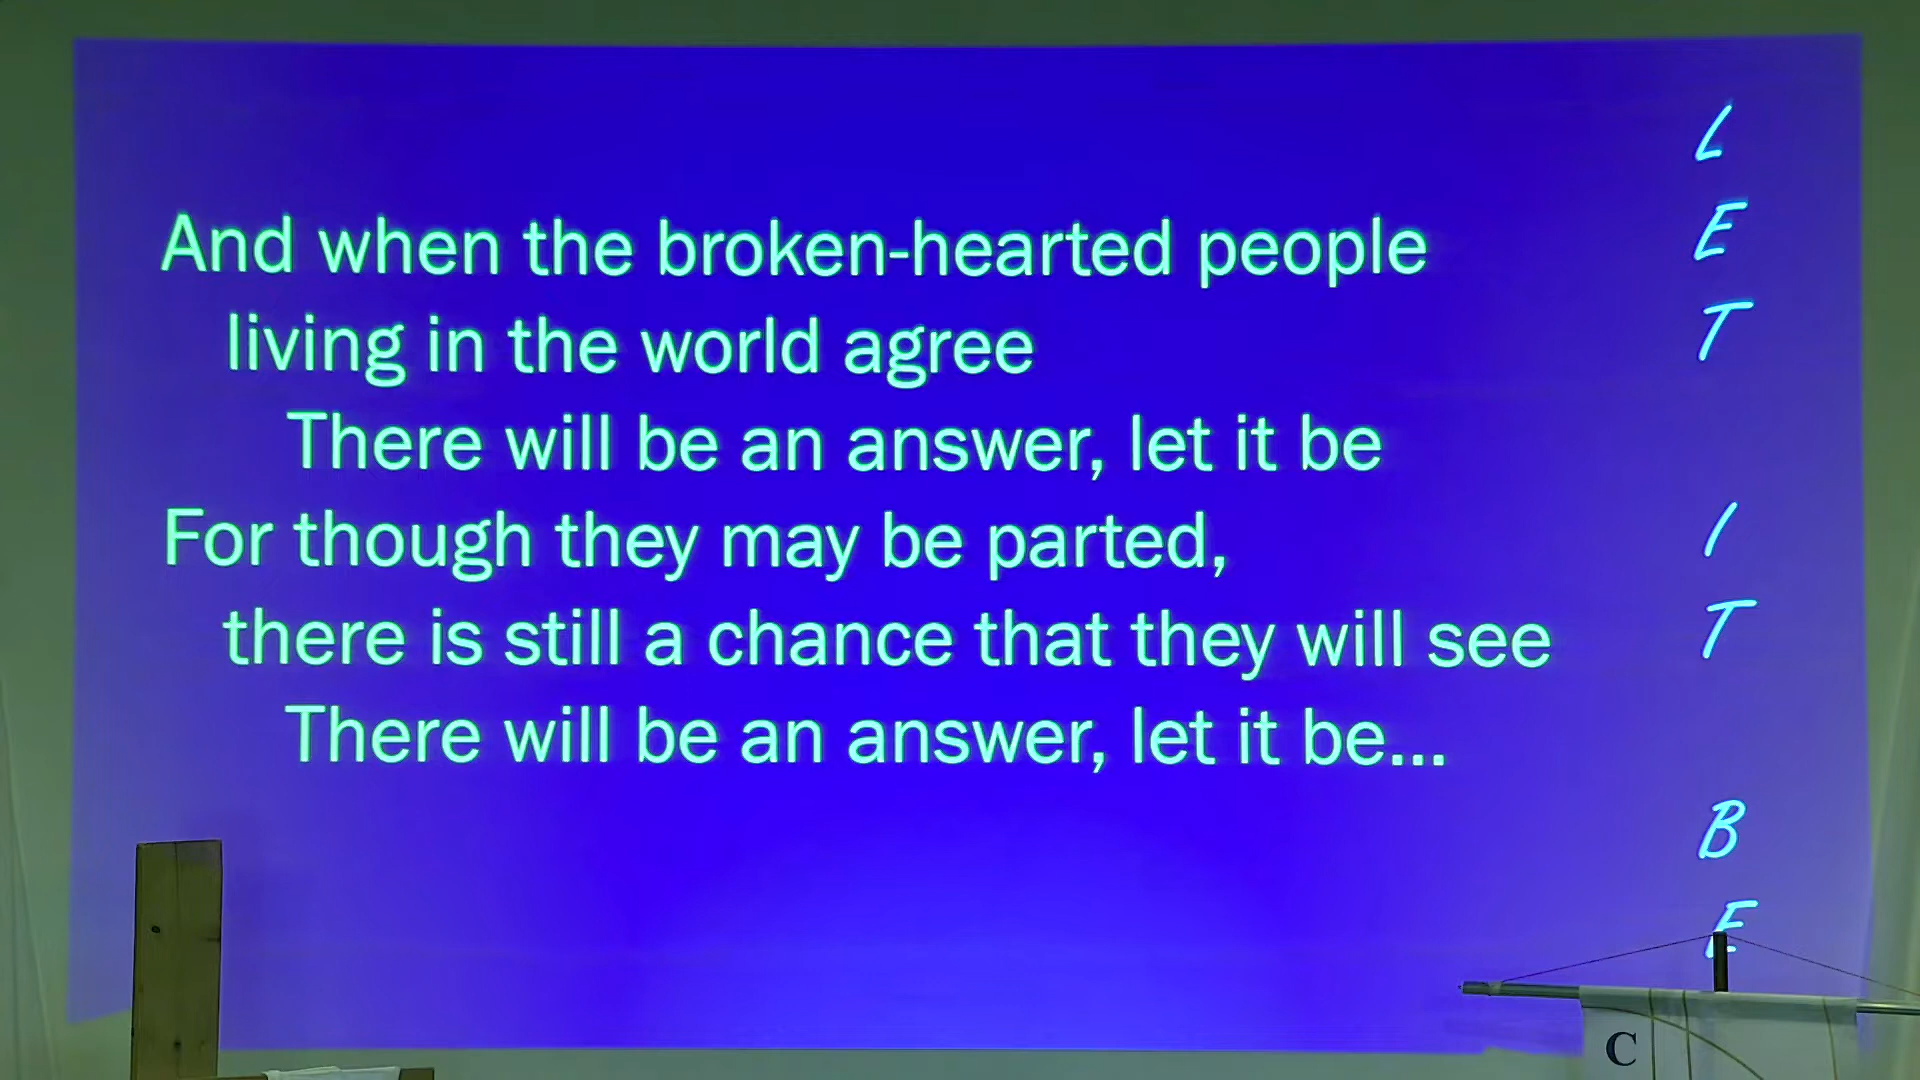 And when the broken-hearted people
living in the world agree
There will be an answer, let it be
For though they may be parted,
there is still a chance that they will see
There will be an answer, let it be...
L
E
T
I
T
B
E
C